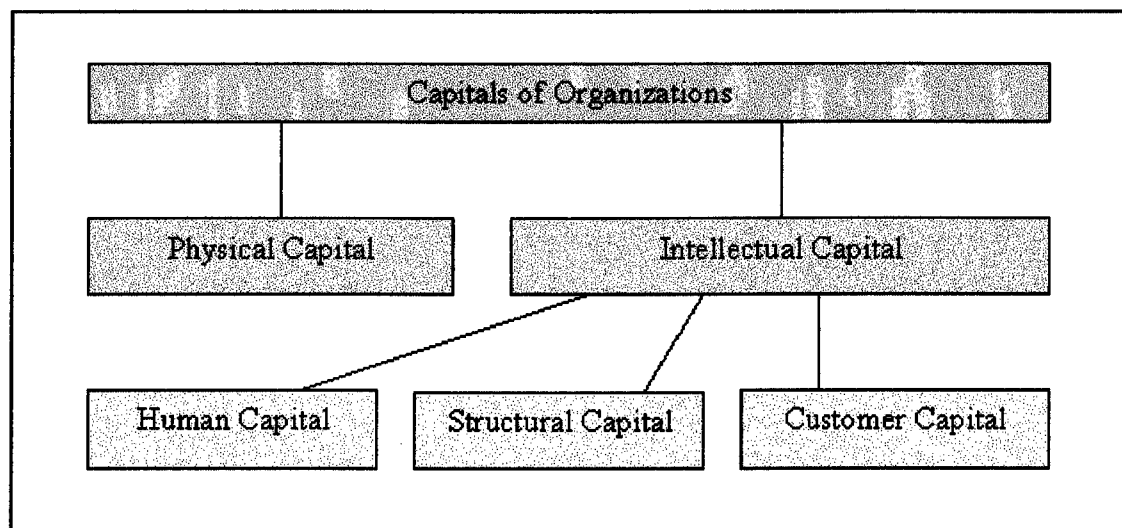 Capitals of Organizations
Physical Capital
Intellectual Capital
Human Capital
Structural Capital
Customer Capital